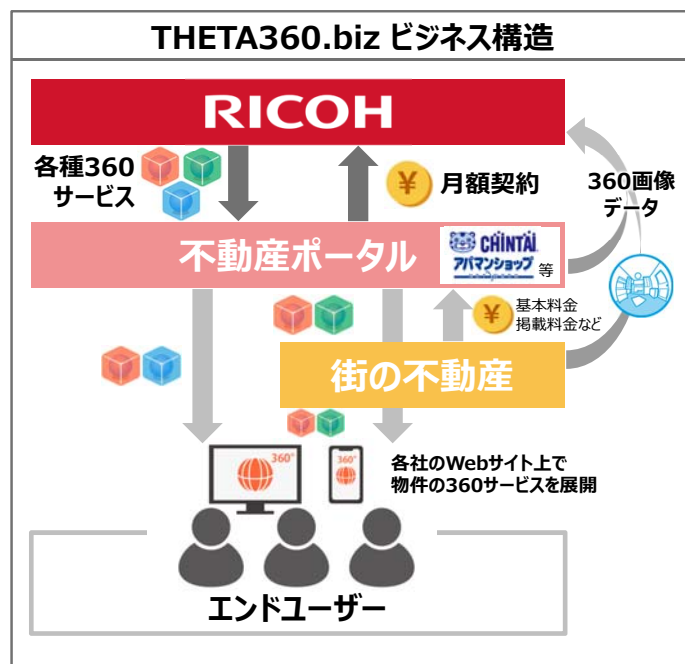 THETA360.biz ビジネス構造
RICOH
各種360
サービス
¥
月額契約
360画像
データ
不動産ポータル
CHINTAI
アパマンショップ
等
¥
基本料金
掲載料金など
街の不動産
360°
360°
各社のWebサイト上で
物件の360サービスを展開
エンドユーザー